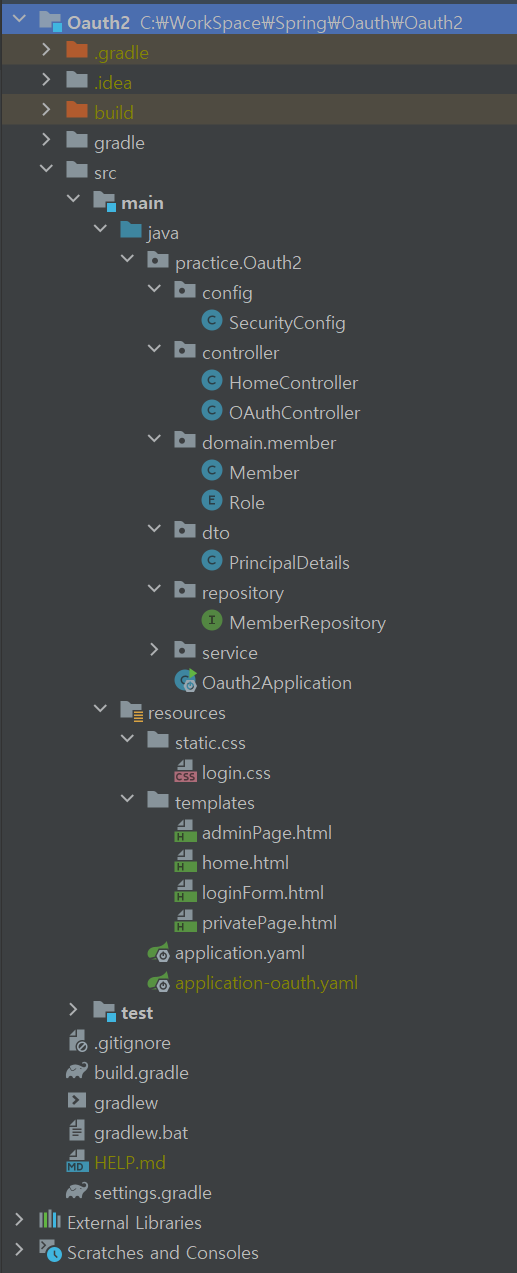 Oauth2 C:₩WorkSpace₩Spring₩Oauth₩Oauth2
.gradle
.idea
build
gradle
src
main
java
practice.Oauth2
config
C SecurityConfig
controller
C HomeController
C OAuthController
domain.member
C Member
E Role
dto
C PrincipalDetails
repository
I MemberRepository
service
Oauth2Application
resources
static.css
CSS login.css
templates
H adminPage.html
H home.html
H loginForm.html
H privatePage.html
application.yaml
application-oauth.yaml
test
.gitignore
build.gradle
gradlew
gradlew.bat
MD HELP.md
settings.gradle
External Libraries
Scratches and Consoles